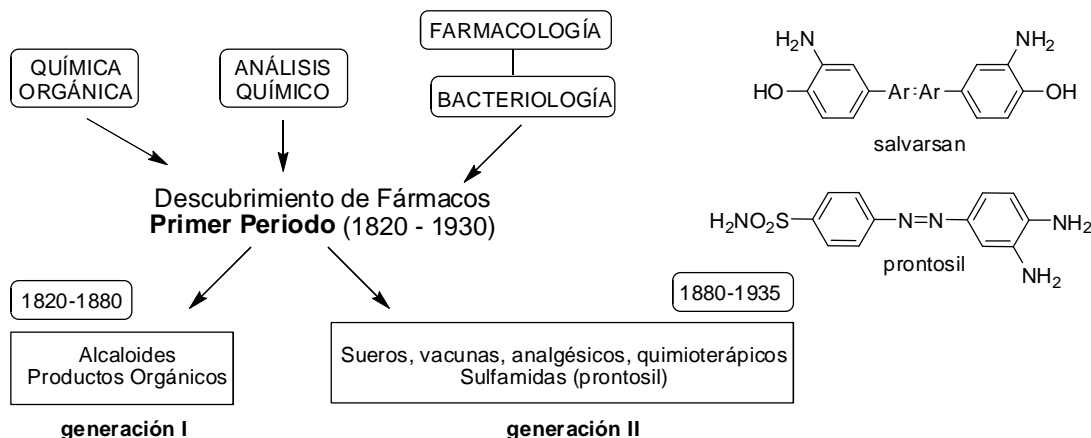 QUÍMICA
ORGÁNICA
ANÁLISIS
QUÍMICO
FARMACOLOGÍA
BACTERIOLOGÍA
Descubrimiento de Fármacos
Primer Periodo (1820 - 1930)
1820-1880
Alcaloides
Productos Orgánicos
generación I
1880-1935
Sueros, vacunas, analgésicos, quimioterápicos
Sulfamidas (prontosil)
generación II
H2N
HO
Ar:Ar
NH2
OH
salvarsan
H2NO2S
N=N
NH2
NH2
prontosil